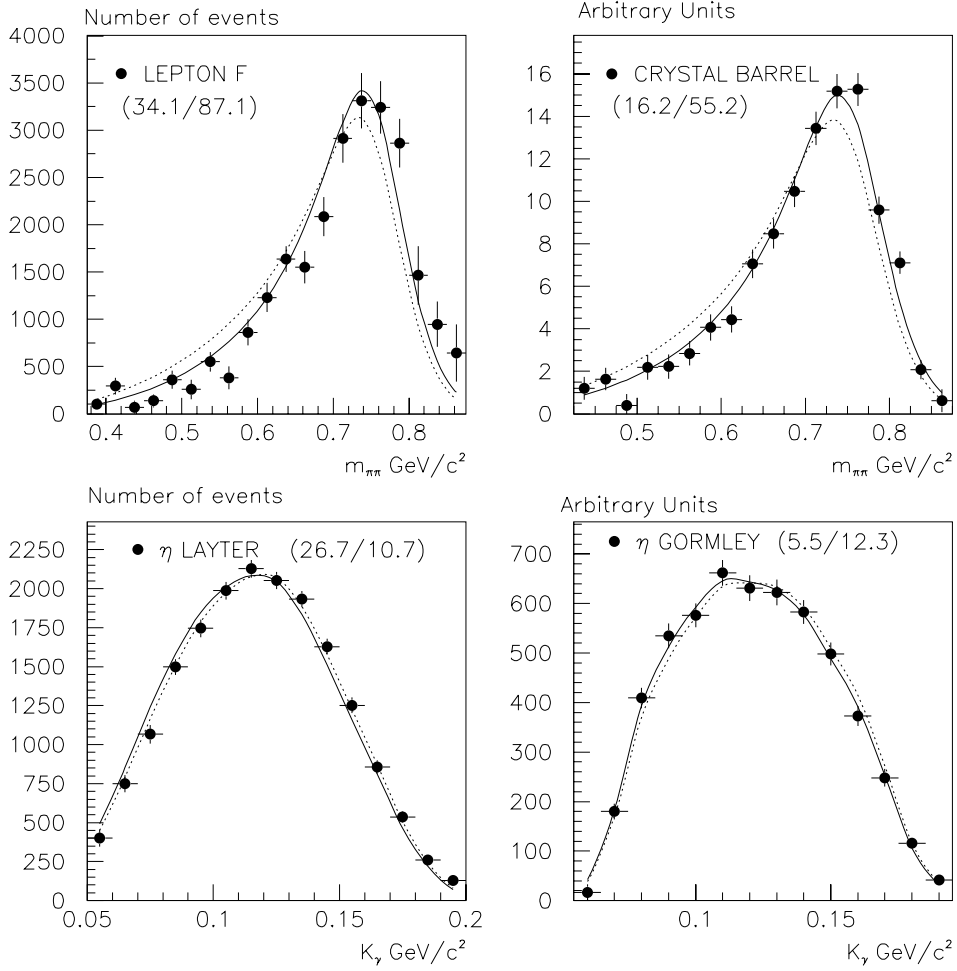 Number of events
4000
3500
3000
2500
2000
1500
1000
500
0
LEPTON F
(34.1/87.1)
0.4 0.5 0.6 0.7 0.8
mππ GeV/c²
Arbitrary Units
16
14
12
10
8
6
4
2
0
CRYSTAL BARREL
(16.2/55.2)
0.5 0.6 0.7 0.8
mππ GeV/c²
Number of events
2250
2000
1750
1500
1250
1000
750
500
250
0
η LAYTER (26.7/10.7)
0.05 0.1 0.15 0.2
Kγ GeV/c²
Arbitrary Units
700
600
500
400
300
200
100
0
η GORMLEY (5.5/12.3)
0.1 0.15
Kγ GeV/c²